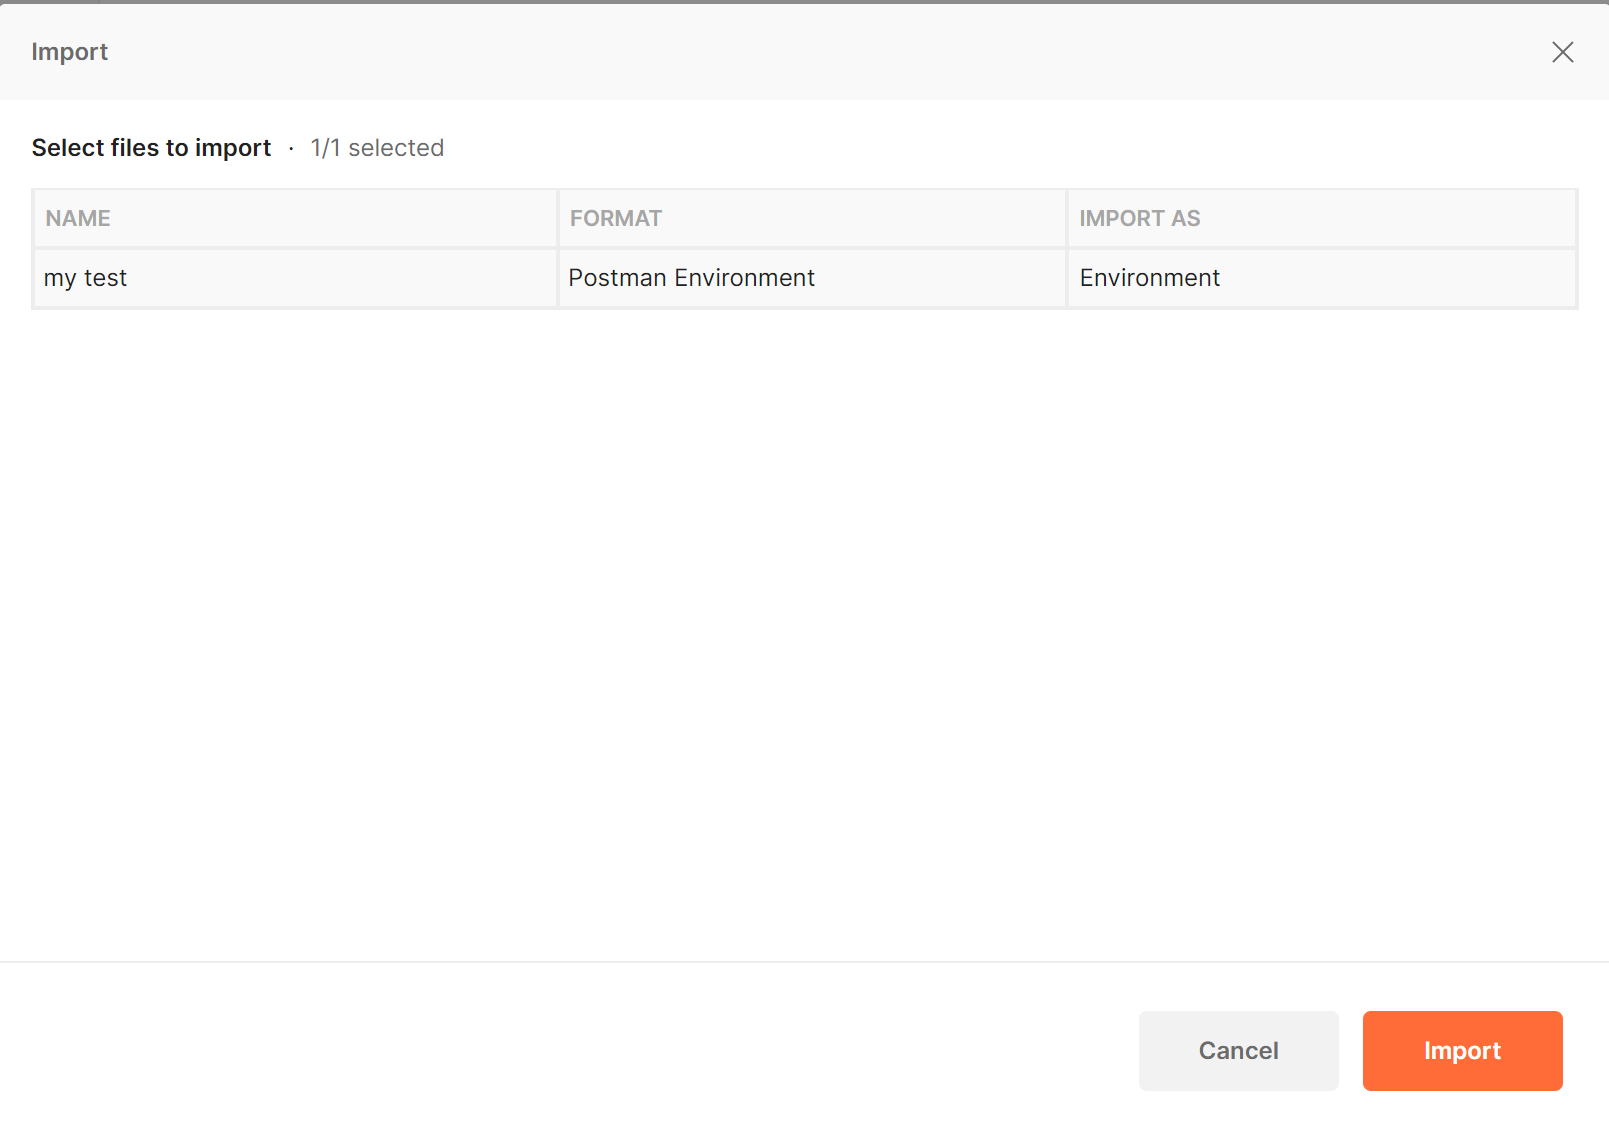 Import
Select files to import · 1/1 selected
NAME FORMAT IMPORT AS
my test Postman Environment Environment
Cancel Import